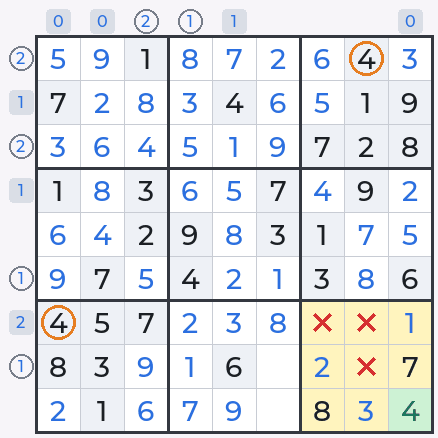 0 0 2 1 1 0
2 5 9 1 8 7 2 6 4 3
1 7 2 8 3 4 6 5 1 9
2 3 6 4 5 1 9 7 2 8
1 1 8 3 6 5 7 4 9 2
6 4 2 9 8 3 1 7 5
1 9 7 5 4 2 1 3 8 6
2 4 5 7 2 3 8 × × 1
1 8 3 9 1 6 2 × 7
2 1 6 7 9 8 3 4